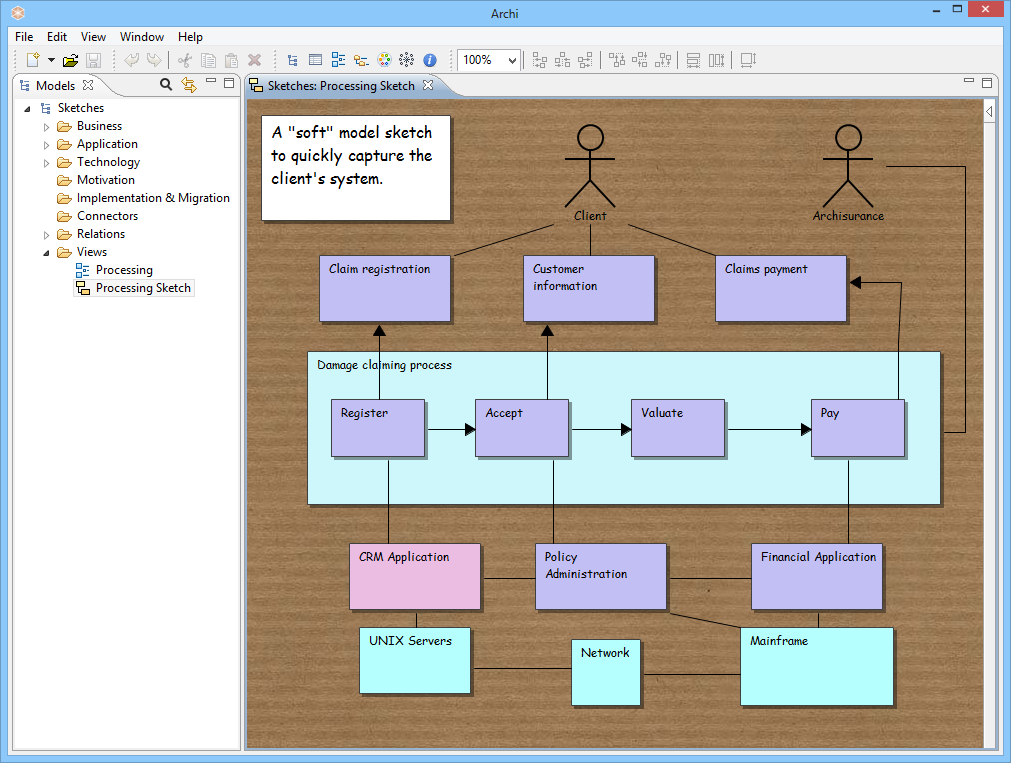 Archi
File Edit View Window Help
100%
Models
Sketches: Processing Sketch
Sketches
Business
Application
Technology
Motivation
Implementation & Migration
Connectors
Relations
Views
Processing
Processing Sketch
A "soft" model sketch
to quickly capture the
client's system.
Client
Archisurance
Claim registration
Customer
information
Claims payment
Damage claiming process
Register
Accept
Valuate
Pay
CRM Application
Policy
Administration
Financial Application
UNIX Servers
Network
Mainframe